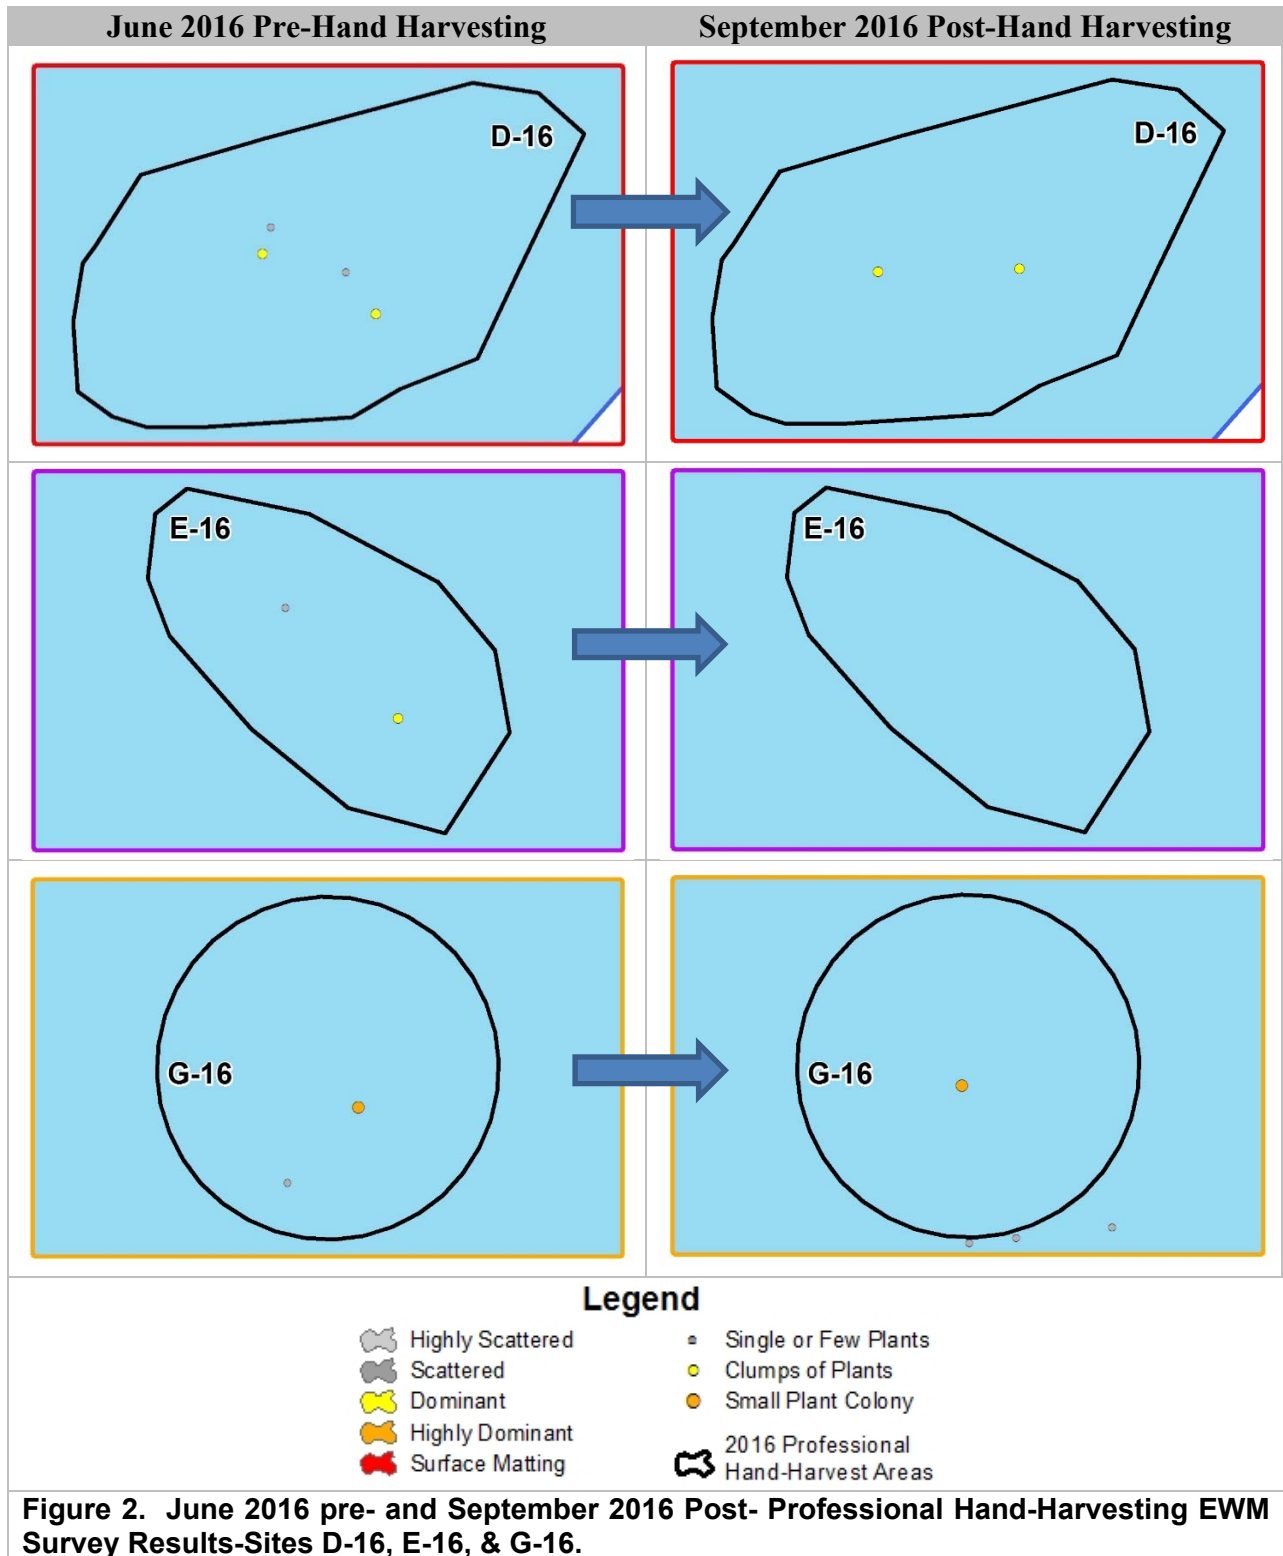 June 2016 Pre-Hand Harvesting
September 2016 Post-Hand Harvesting
D-16
D-16
E-16
E-16
G-16
G-16
Legend
Highly Scattered
Scattered
Dominant
Highly Dominant
Surface Matting
Single or Few Plants
Clumps of Plants
Small Plant Colony
2016 Professional
Hand-Harvest Areas
Figure 2. June 2016 pre- and September 2016 Post- Professional Hand-Harvesting EWM
Survey Results-Sites D-16, E-16, & G-16.